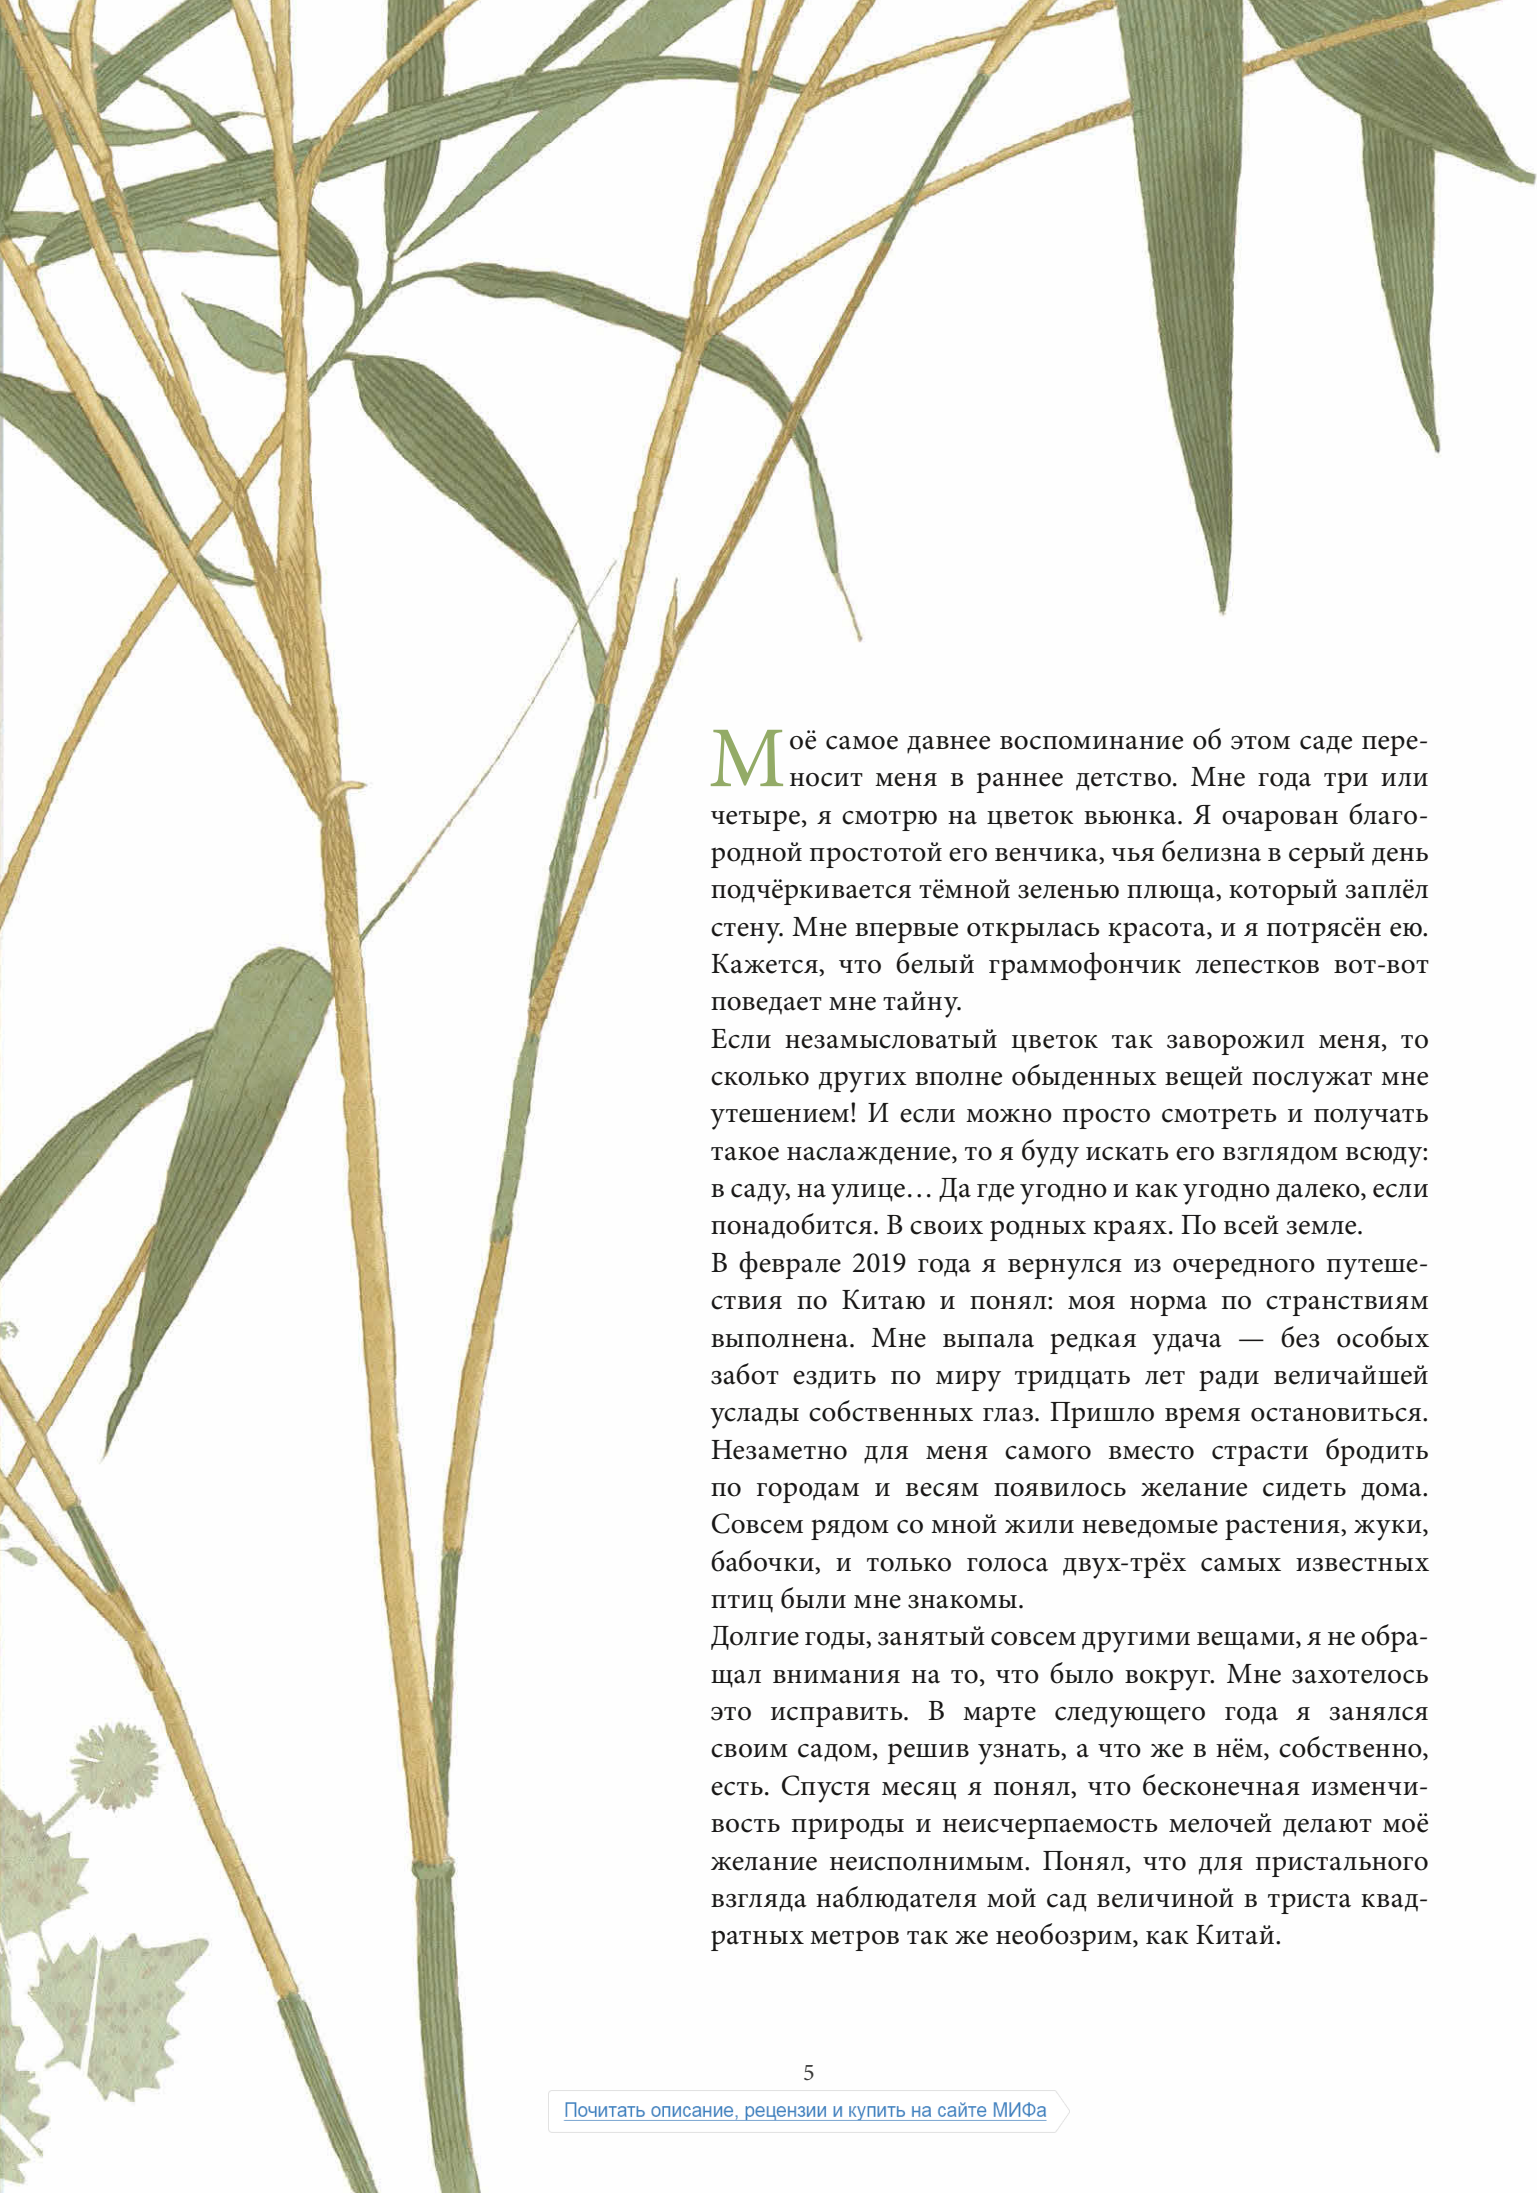 Моё самое давнее воспоминание об этом саде пере-
носит меня в раннее детство. Мне года три или
четыре, я смотрю на цветок вьюнка. Я очарован благо-
родной простотой его венчика, чья белизна в серый день
подчёркивается тёмной зеленью плюща, который заплёл
стену. Мне впервые открылась красота, и я потрясён ею.
Кажется, что белый граммофончик лепестков вот-вот
поведает мне тайну.
Если незамысловатый цветок так заворожил меня, то
сколько других вполне обыденных вещей послужат мне
утешением! И если можно просто смотреть и получать
такое наслаждение, то я буду искать его взглядом всюду:
в саду, на улице… Да где угодно и как угодно далеко, если
понадобится. В своих родных краях. По всей земле.
В феврале 2019 года я вернулся из очередного путеше-
ствия по Китаю и понял: моя норма по странствиям
выполнена. Мне выпала редкая удача — без особых
забот ездить по миру тридцать лет ради величайшей
услады собственных глаз. Пришло время остановиться.
Незаметно для меня самого вместо страсти бродить
по городам и весям появилось желание сидеть дома.
Совсем рядом со мной жили неведомые растения, жуки,
бабочки, и только голоса двух-трёх самых известных
птиц были мне знакомы.
Долгие годы, занятый совсем другими вещами, я не обра-
щал внимания на то, что было вокруг. Мне захотелось
это исправить. В марте следующего года я занялся
своим садом, решив узнать, а что же в нём, собственно,
есть. Спустя месяц я понял, что бесконечная изменчи-
вость природы и неисчерпаемость мелочей делают моё
желание неисполнимым. Понял, что для пристального
взгляда наблюдателя мой сад величиной в триста квад-
ратных метров так же необозрим, как Китай.
5
Почитать описание, рецензии и купить на сайте МИФа